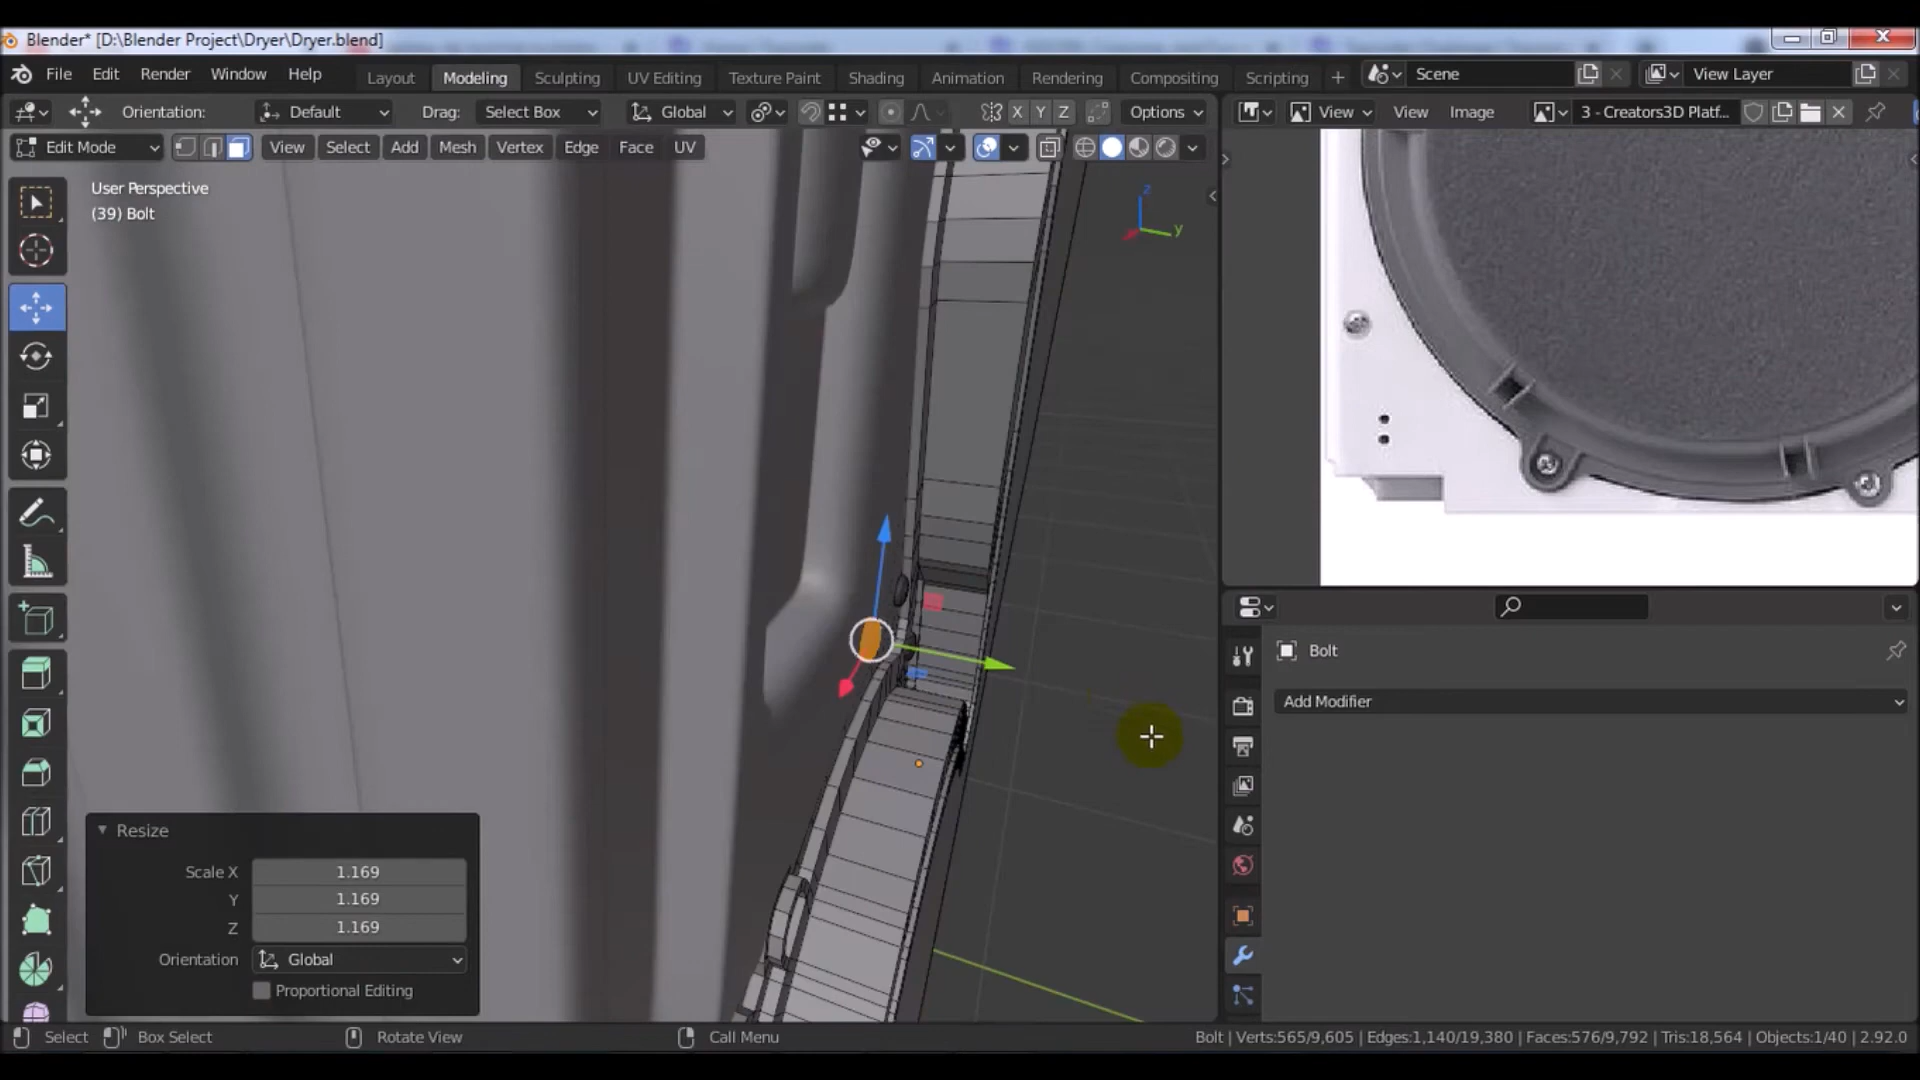 Blender* [D:\Blender Project\Dryer\Dryer.blend]
File Edit Render Window Help Layout Modeling Sculpting UV Editing Texture Paint Shading Animation Rendering Compositing Scripting + Scene View Layer
Orientation: Default Drag: Select Box Global X Y Z Options View View Image 3 - Creators3D Platf...
Edit Mode View Select Add Mesh Vertex Edge Face UV
User Perspective
(39) Bolt
z
y
Bolt
Add Modifier
Resize
Scale X 1.169
Y 1.169
Z 1.169
Orientation Global
Proportional Editing
Select Box Select Rotate View Call Menu Bolt | Verts:565/9,605 | Edges:1,140/19,380 | Faces:576/9,792 | Tris:18,564 | Objects:1/40 | 2.92.0